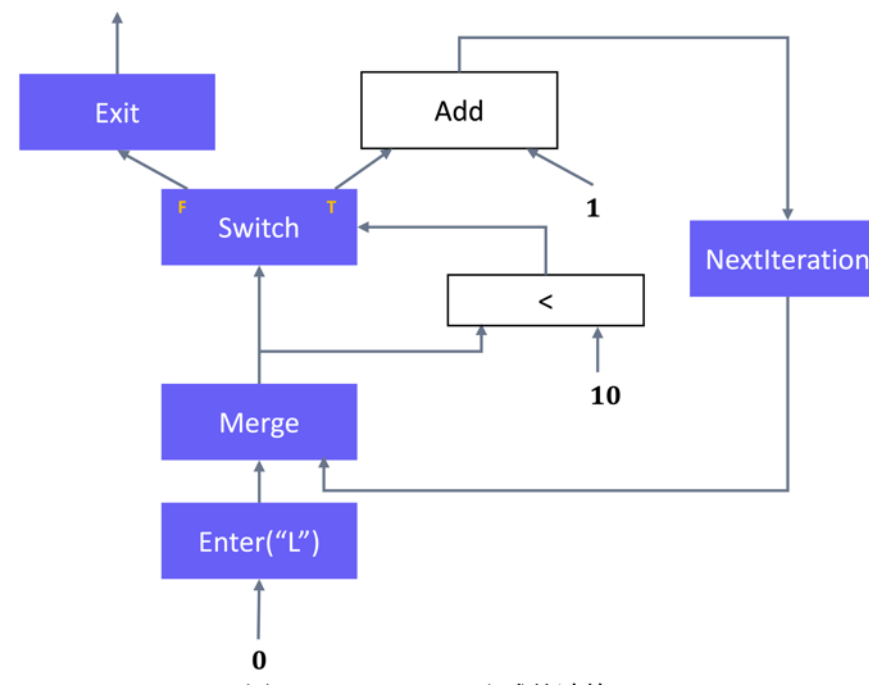 Exit
Add
F
T
Switch
1
NextIteration
<
10
Merge
Enter("L")
0